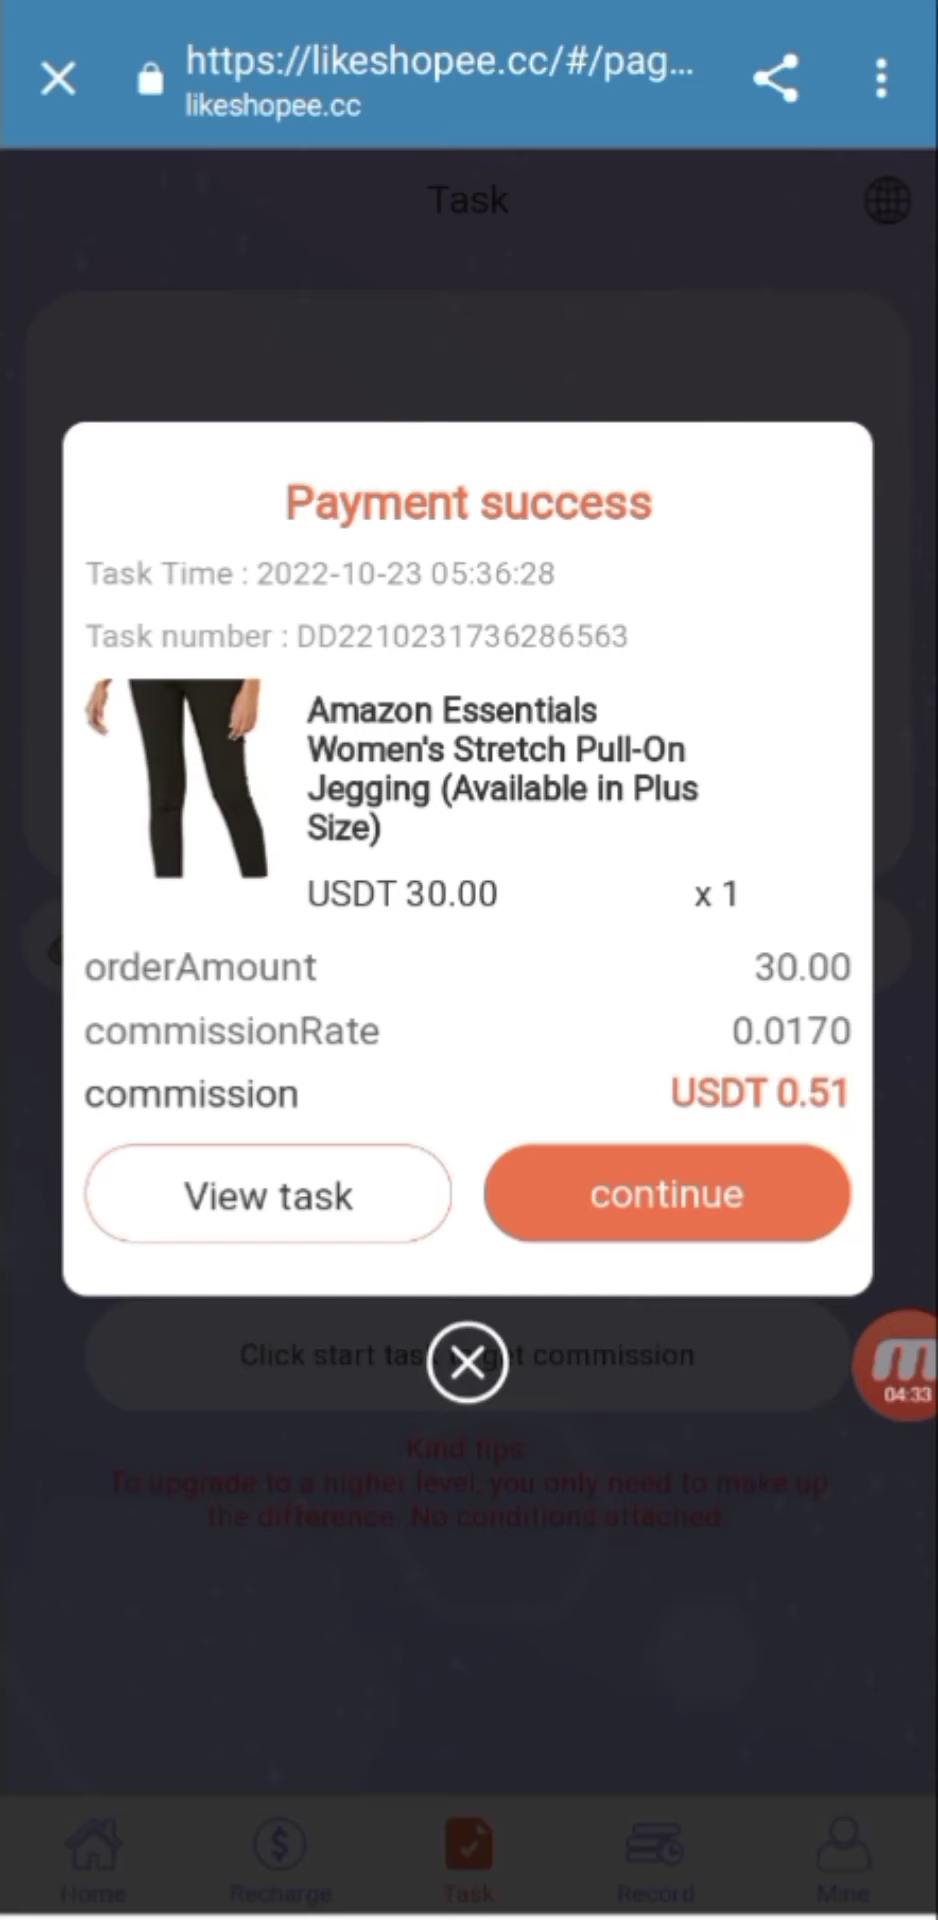 https://likeshopee.cc/#/pag...
likeshopee.cc
Task
Payment success
Task Time : 2022-10-23 05:36:28
Task number : DD2210231736286563
Amazon Essentials
Women's Stretch Pull-On
Jegging (Available in Plus
Size)
USDT 30.00 x 1
orderAmount 30.00
commissionRate 0.0170
commission USDT 0.51
View task continue
Click start task to get commission
04:33
Kind tips:
To upgrade to a higher level, you only need to make up
the difference. No conditions attached.
Home Recharge Task Record Mine